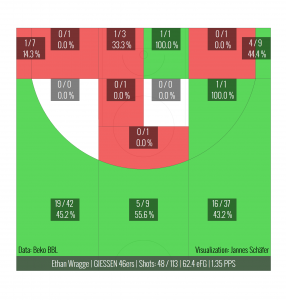 0 / 1
0.0 %
1 / 3
33.3 %
1 / 1
100.0 %
0 / 1
0.0 %
1 / 7
14.3 %
4 / 9
44.4 %
0 / 0
0.0 %
0 / 1
0.0 %
0 / 0
0.0 %
1 / 1
100.0 %
0 / 1
0.0 %
19 / 42
45.2 %
5 / 9
55.6 %
16 / 37
43.2 %
Data: Beko BBL
Visualization: Jannes Schäfer
Ethan Wragge | GIESSEN 46ers | Shots: 48 / 113 | 62.4 eFG | 1.35 PPS